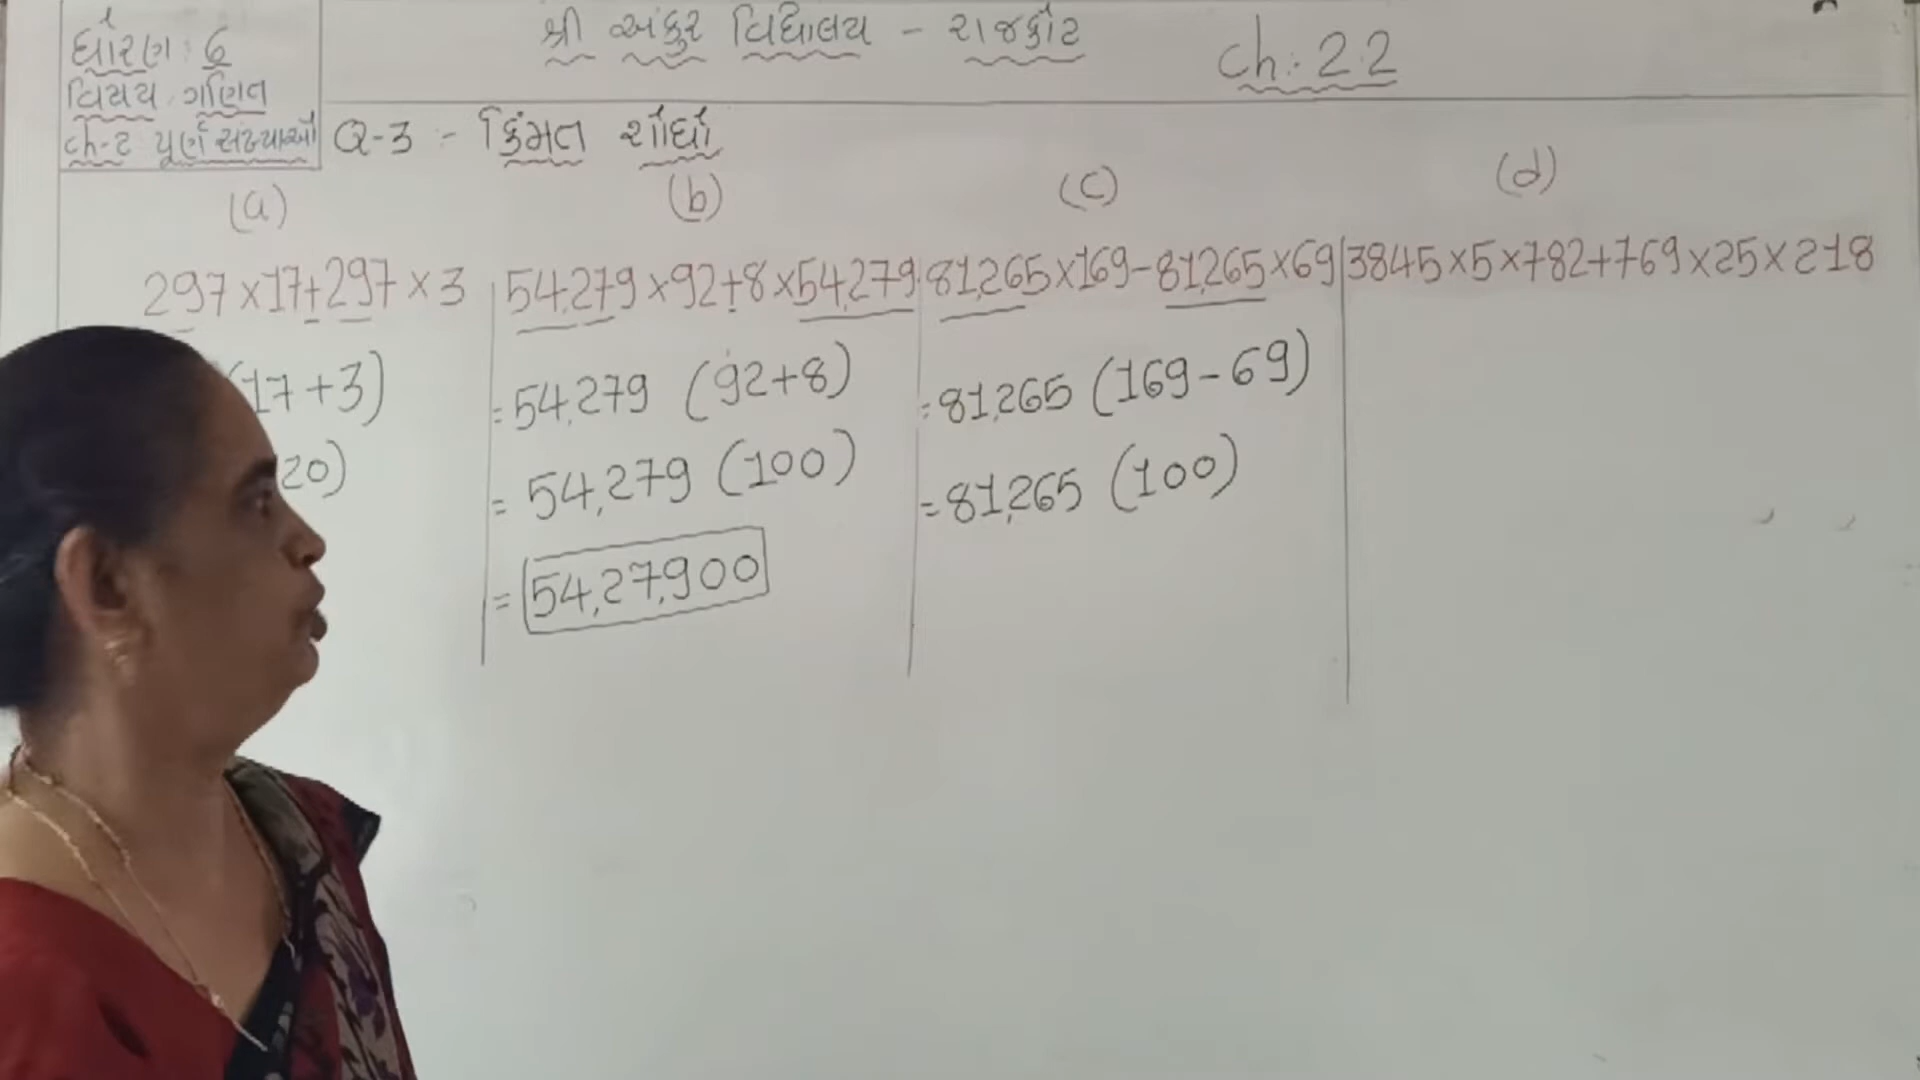 ધોરણ : 6
વિષય ગણિત
ch-2 પૂર્ણ સંખ્યાઓ
શ્રી અંકુર વિદ્યાલય - રાજકોટ
ch. 2.2
Q-3 :- કિંમત શોધો
(a)
297×17+297×3
(17+3)
20)
(b)
54,279×92+8×54,279
=54,279 (92+8)
= 54,279 (100)
= 54,27,900
(c)
81,265×169-81,265×69
=81,265 (169-69)
=81,265 (100)
(d)
3845×5×782+769×25×218